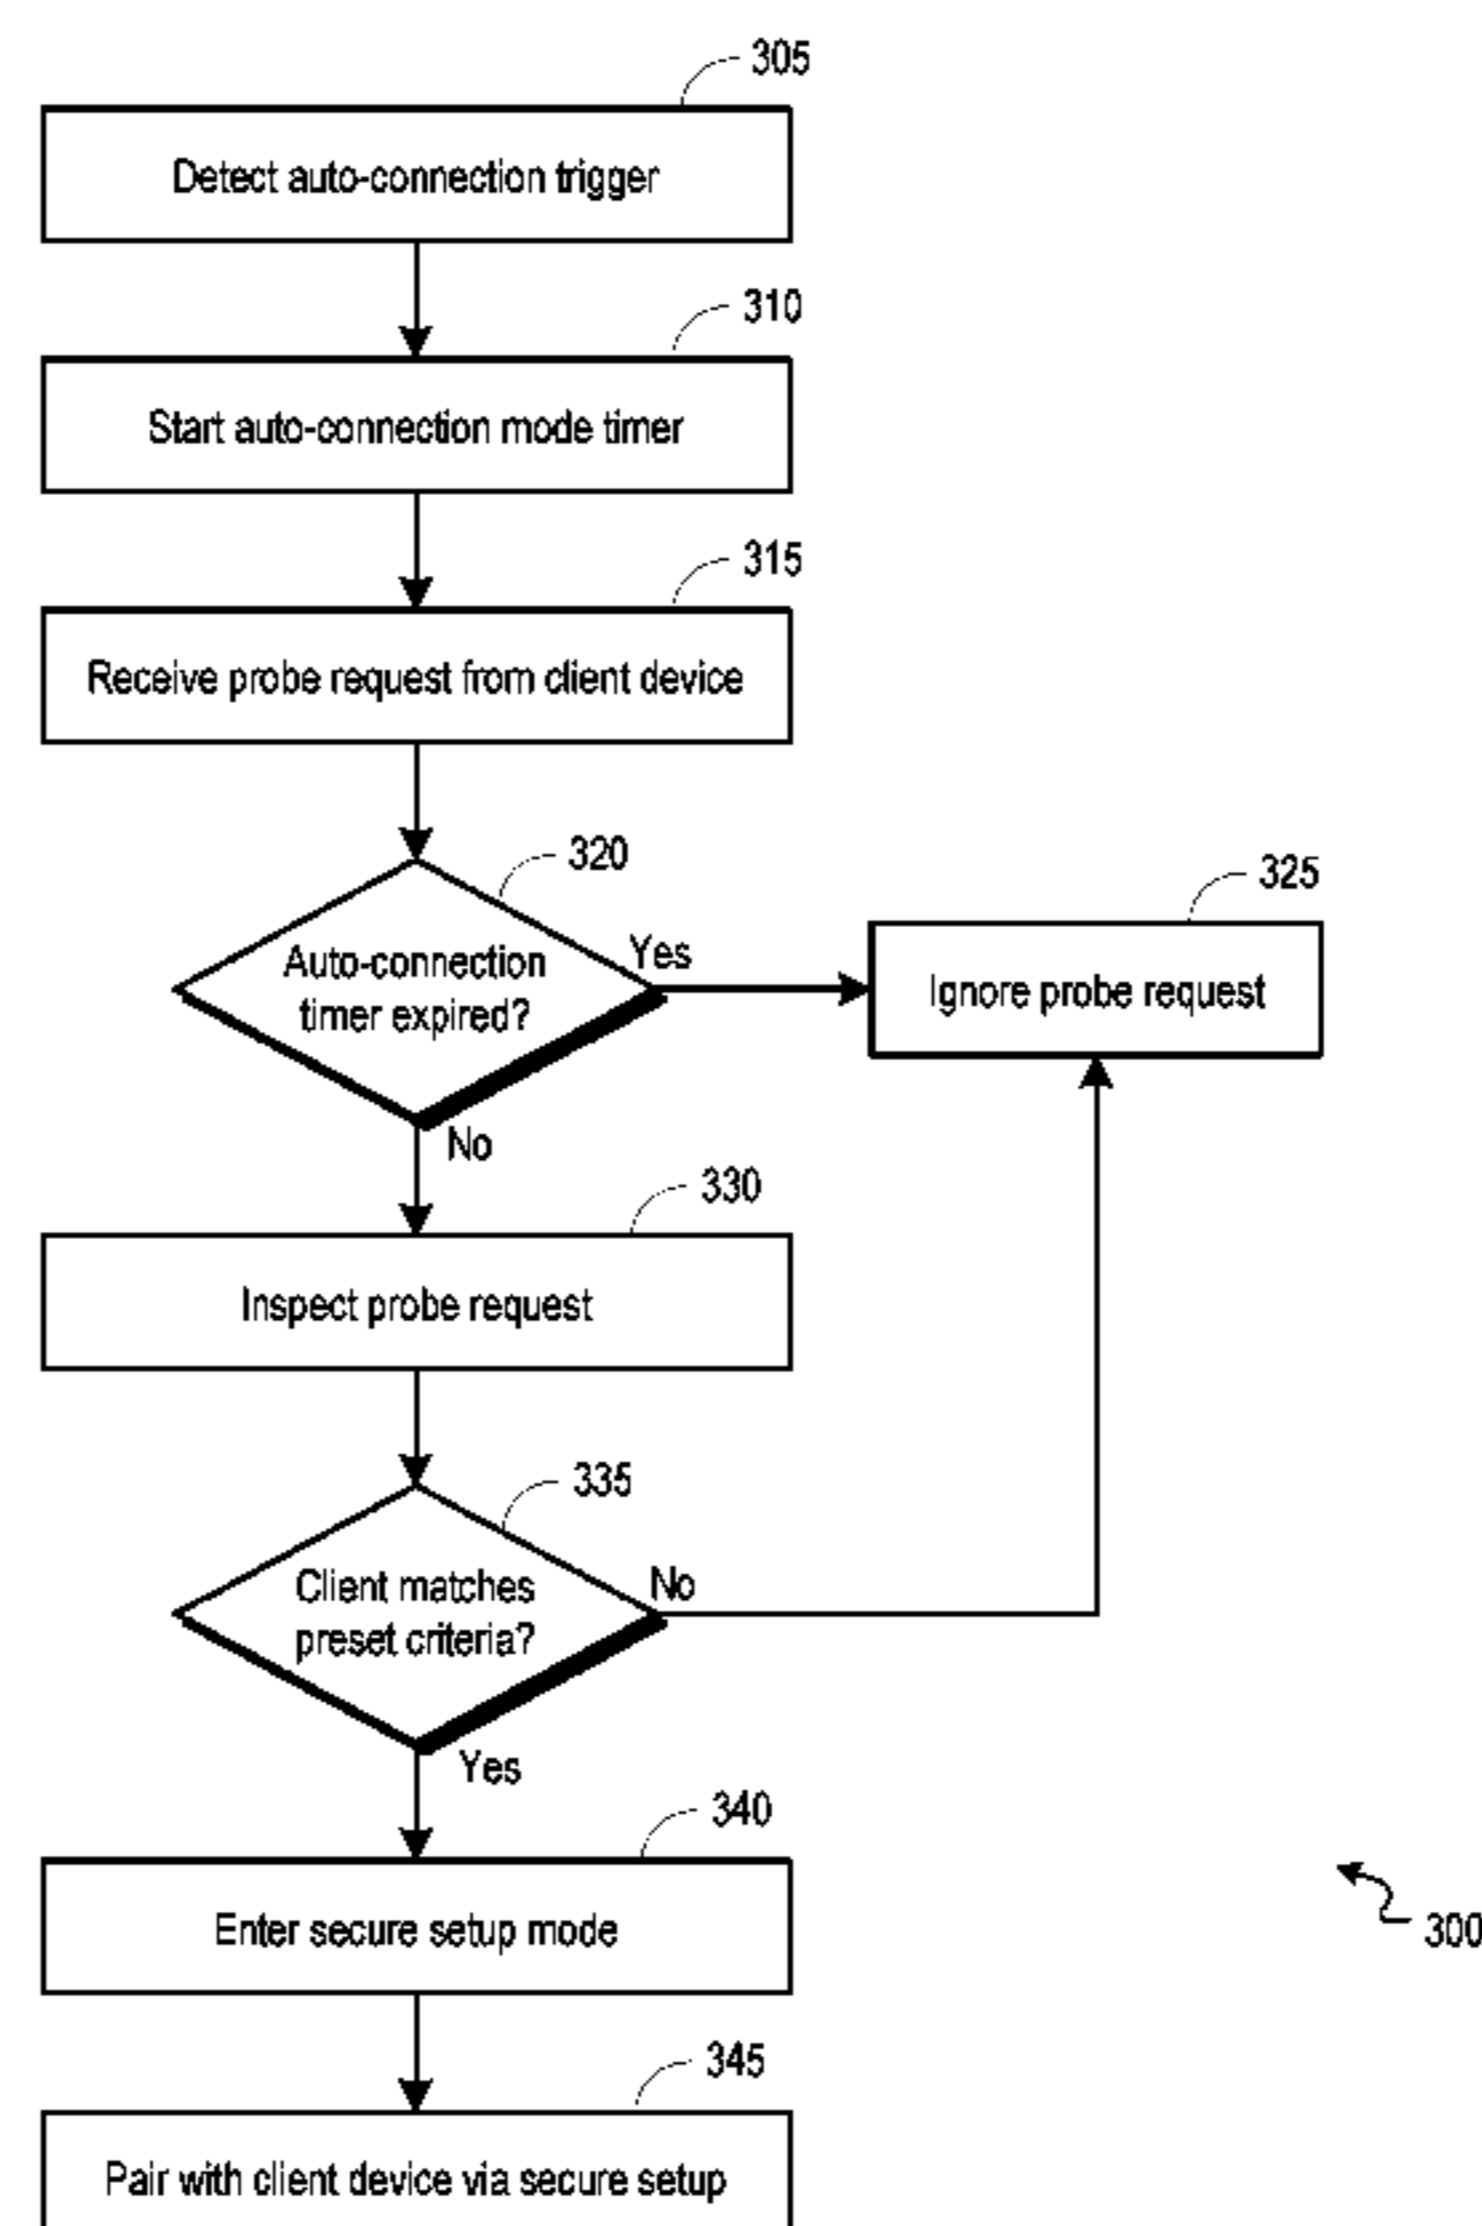 305
Detect auto-connection trigger
310
Start auto-connection mode timer
315
Receive probe request from client device
320
Auto-connection
timer expired?
Yes
No
325
Ignore probe request
330
Inspect probe request
335
Client matches
preset criteria?
No
Yes
340
Enter secure setup mode
300
345
Pair with client device via secure setup